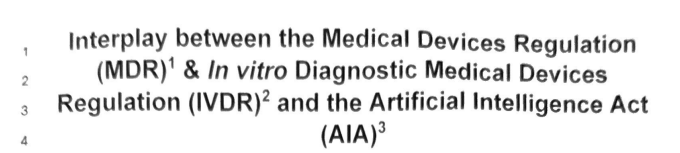 1 Interplay between the Medical Devices Regulation
2 (MDR)¹ & In vitro Diagnostic Medical Devices
3 Regulation (IVDR)² and the Artificial Intelligence Act
4 (AIA)³